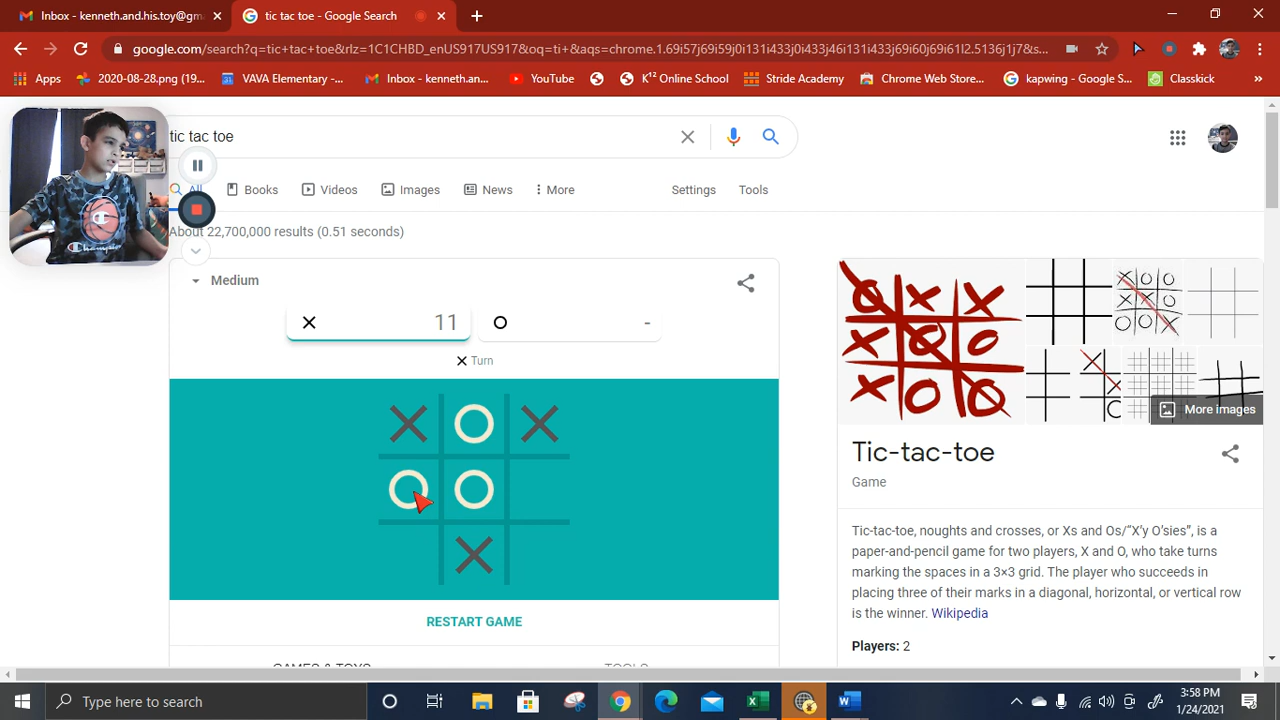 Inbox - kenneth.and.his.toy@gm
tic tac toe - Google Search
google.com/search?q=tic+tac+toe&rlz=1C1CHBD_enUS917US917&oq=ti+&aqs=chrome.1.69i57j69i59j0i131i433j0i433j46i131i433j69i60j69i61l2.5136j1j7&s...
Apps
2020-08-28.png (19...
VAVA Elementary -...
Inbox - kenneth.an...
YouTube
K¹² Online School
Stride Academy
Chrome Web Store...
kapwing - Google S...
Classkick
»
tic tac toe
All
Books
Videos
Images
News
More
Settings
Tools
About 22,700,000 results (0.51 seconds)
Medium
X 11 O -
X Turn
X O X
O O
X
RESTART GAME
GAMES & TOYS
TOOLS
More images
Tic-tac-toe
Game
Tic-tac-toe, noughts and crosses, or Xs and Os/"X'y O'sies", is a
paper-and-pencil game for two players, X and O, who take turns
marking the spaces in a 3×3 grid. The player who succeeds in
placing three of their marks in a diagonal, horizontal, or vertical row
is the winner. Wikipedia
Players: 2
Champion
Type here to search
3:58 PM
1/24/2021